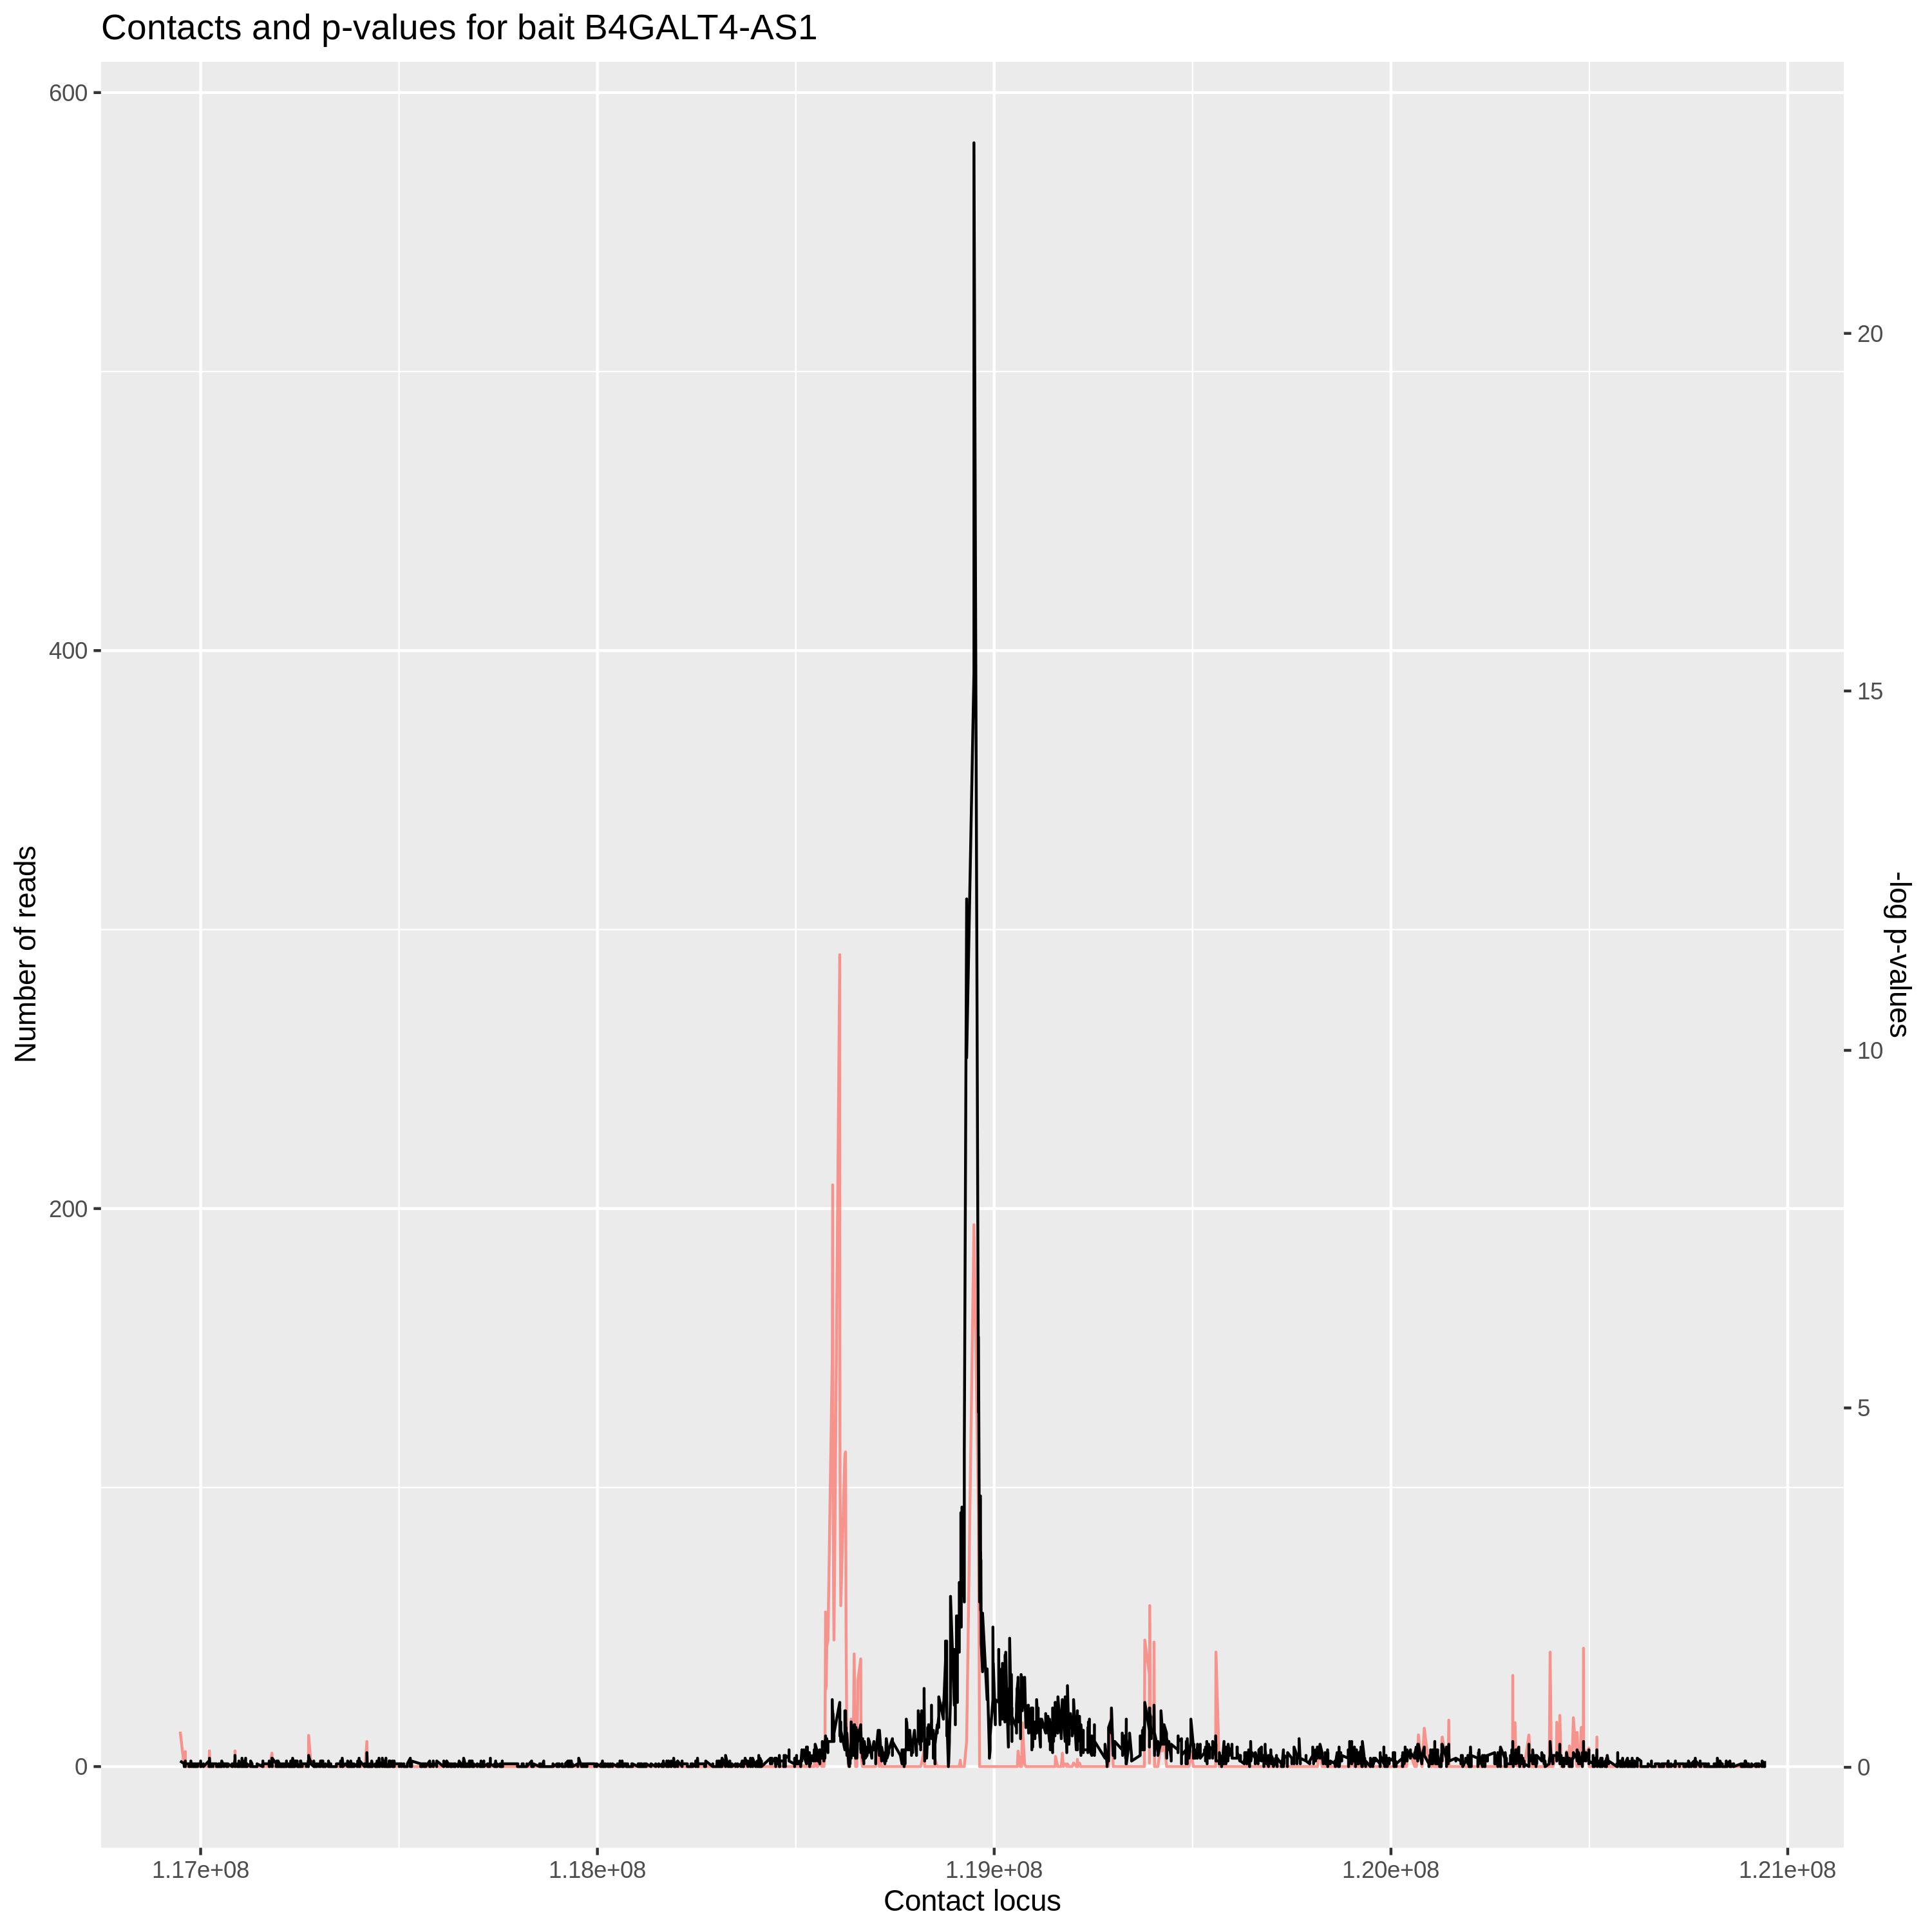 Contacts and p-values for bait B4GALT4-AS1
600
400
200
0
Number of reads
20
15
10
5
0
-log p-values
1.17e+08
1.18e+08
1.19e+08
1.20e+08
1.21e+08
Contact locus